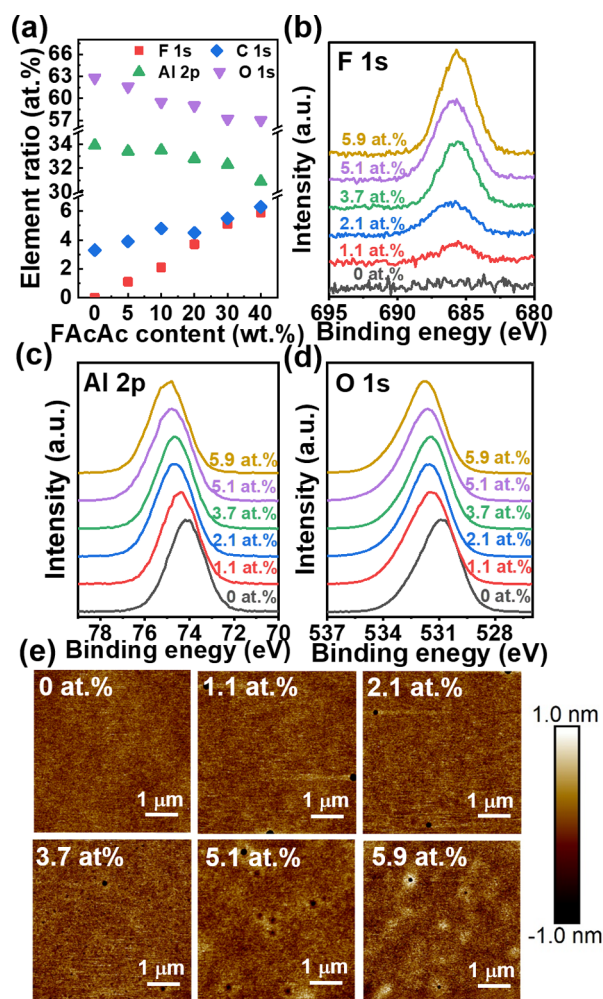 (a)
F 1s
C 1s
Al 2p
O 1s
Element ratio (at.%)
66
63
60
57
34
32
30
6
4
2
0
0
5
10
20
30
40
FAcAc content (wt.%)
(b)
F 1s
Intensity (a.u.)
5.9 at.%
5.1 at.%
3.7 at.%
2.1 at.%
1.1 at.%
0 at.%
695
690
685
680
Binding enegy (eV)
(c)
Al 2p
Intensity (a.u.)
5.9 at.%
5.1 at.%
3.7 at.%
2.1 at.%
1.1 at.%
0 at.%
78
76
74
72
70
Binding enegy (eV)
(d)
O 1s
Intensity (a.u.)
5.9 at.%
5.1 at.%
3.7 at.%
2.1 at.%
1.1 at.%
0 at.%
537
534
531
528
Binding enegy (eV)
(e)
0 at.%
1 μm
1.1 at.%
1 μm
2.1 at.%
1 μm
3.7 at%
1 μm
5.1 at.%
1 μm
5.9 at.%
1 μm
1.0 nm
-1.0 nm